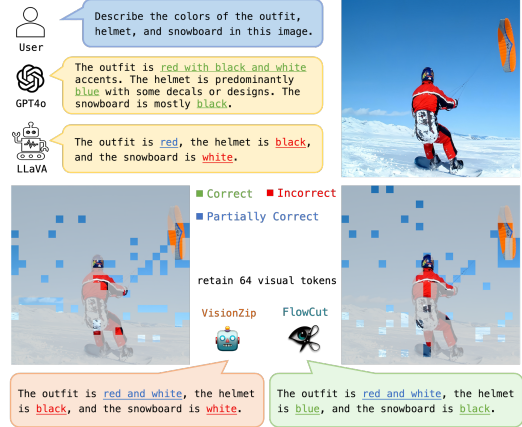 Describe the colors of the outfit,
helmet, and snowboard in this image.
User
The outfit is red with black and white
accents. The helmet is predominantly
blue with some decals or designs. The
snowboard is mostly black.
GPT4o
The outfit is red, the helmet is black,
and the snowboard is white.
LLaVA
Correct Incorrect
Partially Correct
retain 64 visual tokens
VisionZip FlowCut
The outfit is red and white, the helmet
is black, and the snowboard is white.
The outfit is red and white, the helmet
is blue, and the snowboard is black.